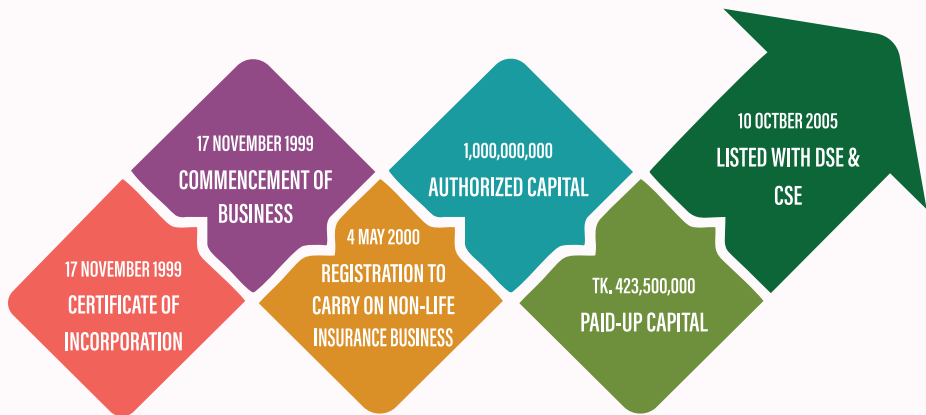 17 NOVEMBER 1999
CERTIFICATE OF
INCORPORATION
17 NOVEMBER 1999
COMMENCEMENT OF
BUSINESS
4 MAY 2000
REGISTRATION TO
CARRY ON NON-LIFE
INSURANCE BUSINESS
1,000,000,000
AUTHORIZED CAPITAL
TK. 423,500,000
PAID-UP CAPITAL
10 OCTBER 2005
LISTED WITH DSE &
CSE